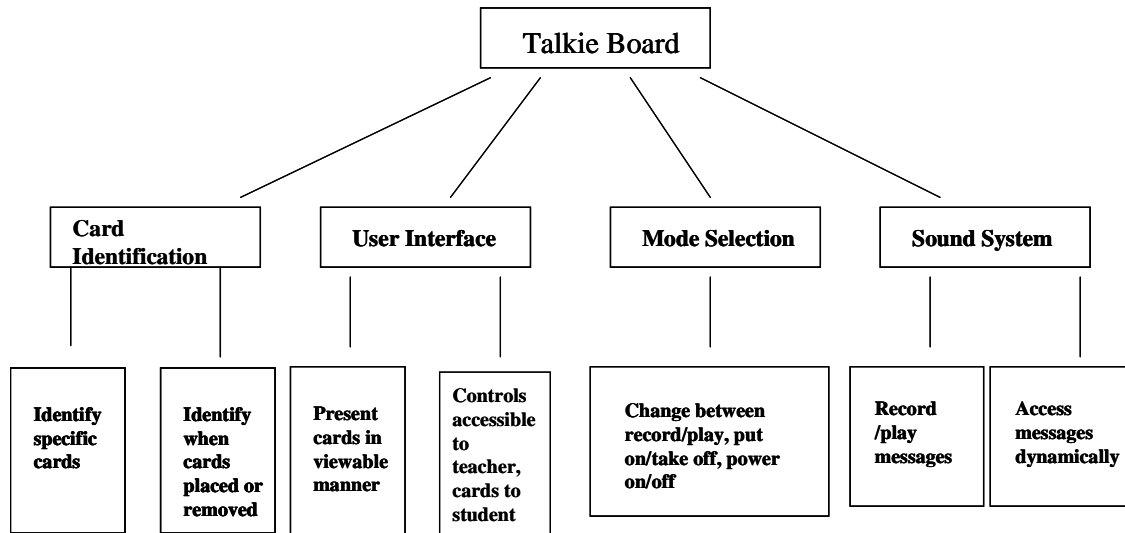 Talkie Board
Card
Identification
User Interface
Mode Selection
Sound System
Identify
specific
cards
Identify
when
cards
placed or
removed
Present
cards in
viewable
manner
Controls
accessible
to
teacher,
cards to
student
Change between
record/play, put
on/take off, power
on/off
Record
/play
messages
Access
messages
dynamically